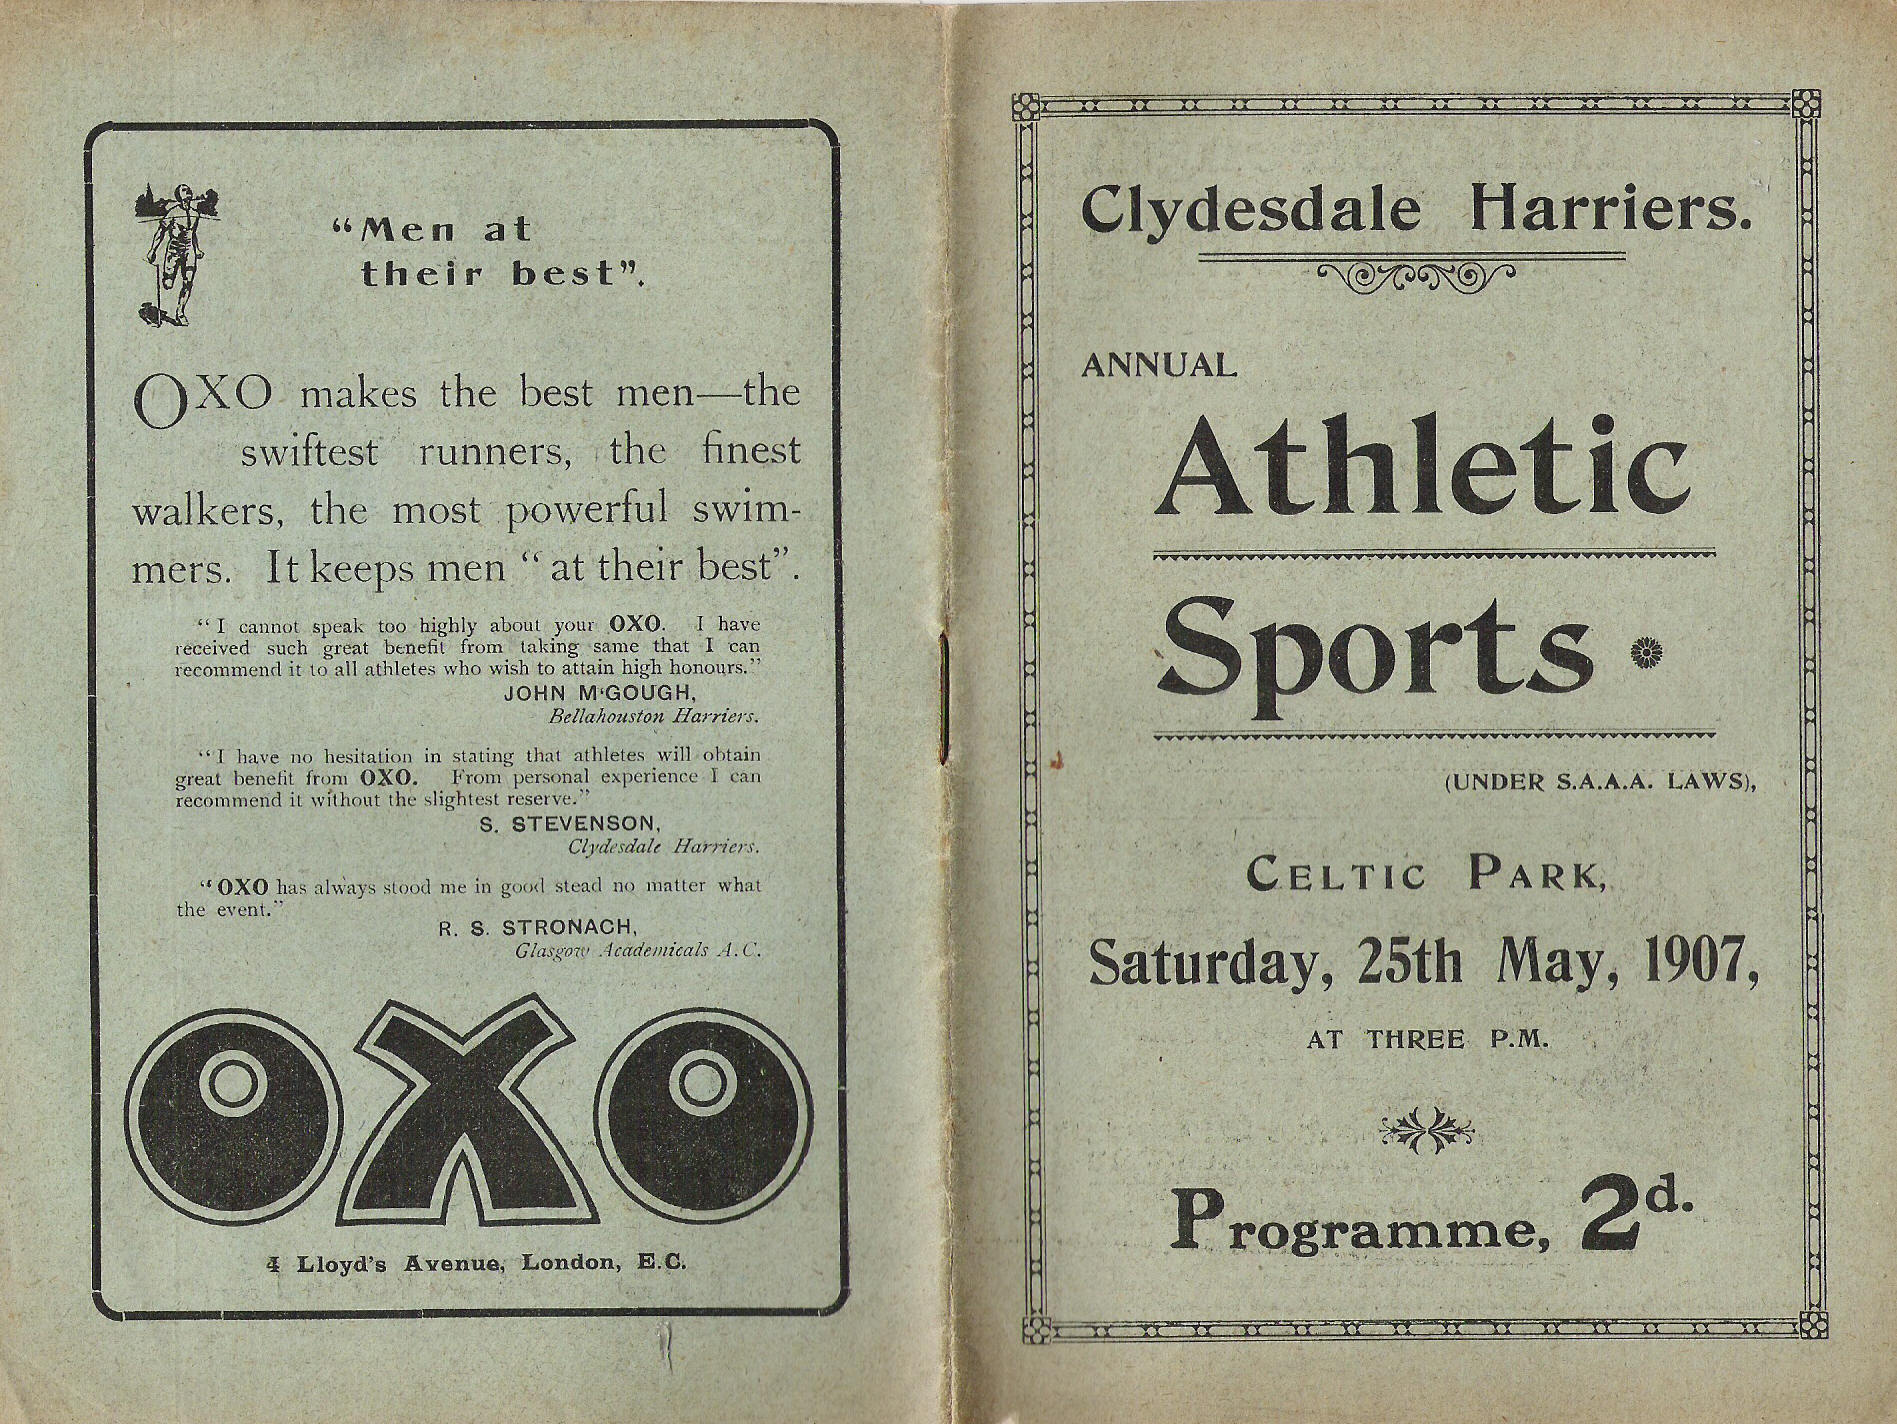 “Men at
their best”.
OXO makes the best men—the
swiftest runners, the finest
walkers, the most powerful swim-
mers. It keeps men “at their best”.
“I cannot speak too highly about your OXO. I have
received such great benefit from taking same that I can
recommend it to all athletes who wish to attain high honours.”
JOHN M‘GOUGH,
Bellahouston Harriers.
“I have no hesitation in stating that athletes will obtain
great benefit from OXO. From personal experience I can
recommend it without the slightest reserve.”
S. STEVENSON,
Clydesdale Harriers.
“OXO has always stood me in good stead no matter what
the event.”
R. S. STRONACH,
Glasgow Academicals A.C.
OXO
4 Lloyd's Avenue, London, E.C.
Clydesdale Harriers.
ANNUAL
Athletic
Sports
(UNDER S.A.A.A. LAWS),
CELTIC PARK,
Saturday, 25th May, 1907,
AT THREE P.M.
Programme, 2d.